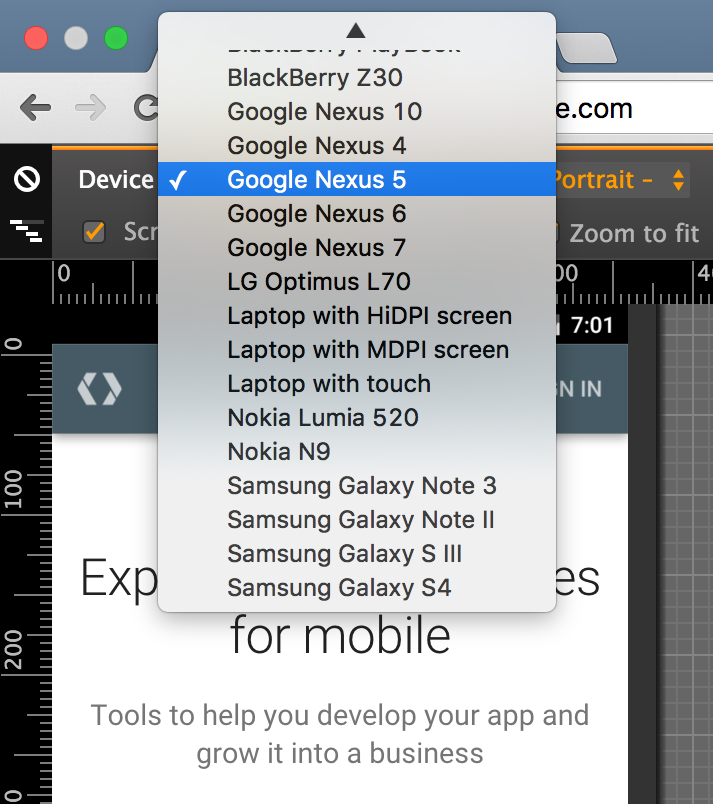 BlackBerry PlayBook
BlackBerry Z30
Google Nexus 10
e.com
Google Nexus 4
Device
✓ Google Nexus 5
Portrait -
Google Nexus 6
Scr
Zoom to fit
Google Nexus 7
0
00
40
LG Optimus L70
Laptop with HiDPI screen
7:01
Laptop with MDPI screen
0
Laptop with touch
N IN
Nokia Lumia 520
Nokia N9
Samsung Galaxy Note 3
100
Samsung Galaxy Note II
Samsung Galaxy S III
Samsung Galaxy S4
Exp
es
for mobile
200
Tools to help you develop your app and
grow it into a business